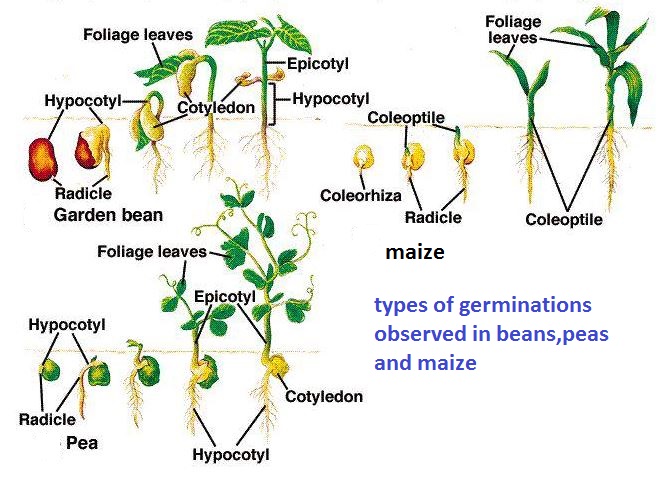 Foliage leaves
Epicotyl
Hypocotyl
Cotyledon
Hypocotyl
Radicle
Garden bean
Foliage
leaves
Coleoptile
Coleorhiza
Radicle
Coleoptile
maize
types of germinations
observed in beans,peas
and maize
Foliage leaves
Epicotyl
Hypocotyl
Cotyledon
Radicle
Pea
Hypocotyl